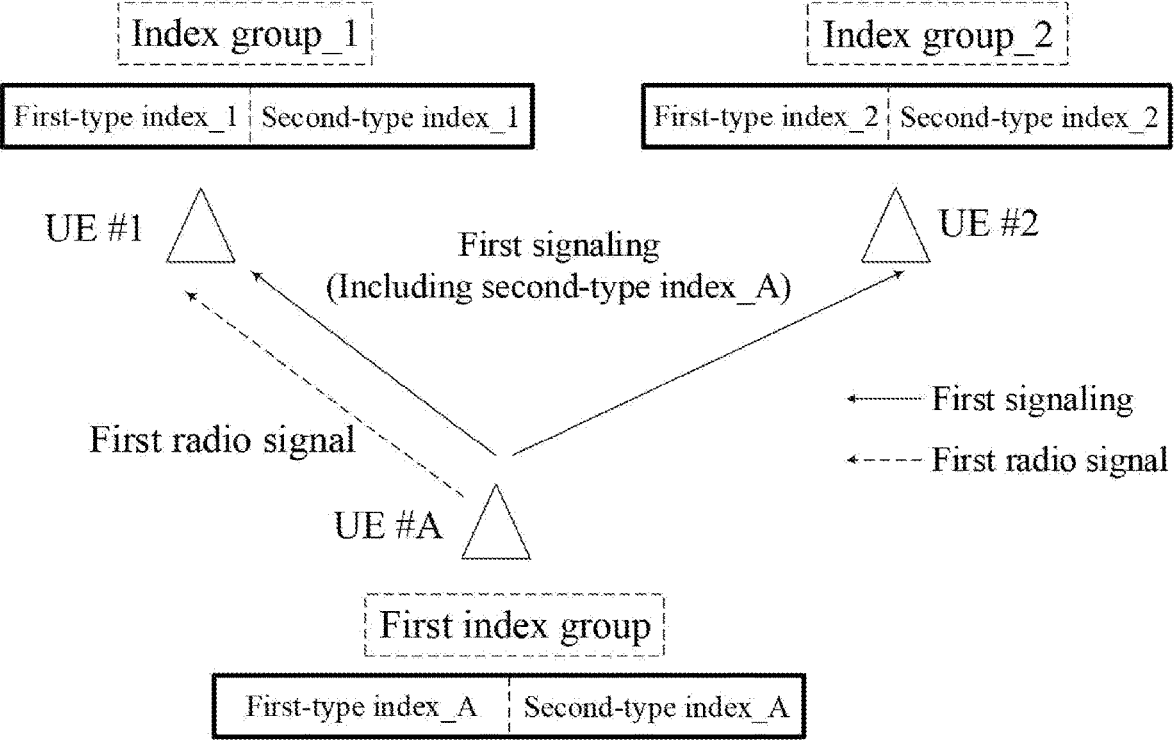 Index group_1
Index group_2
First-type index_1 Second-type index_1
First-type index_2 Second-type index_2
UE #1
UE #2
First signaling
(Including second-type index_A)
First signaling
First radio signal
First radio signal
UE #A
First index group
First-type index_A Second-type index_A